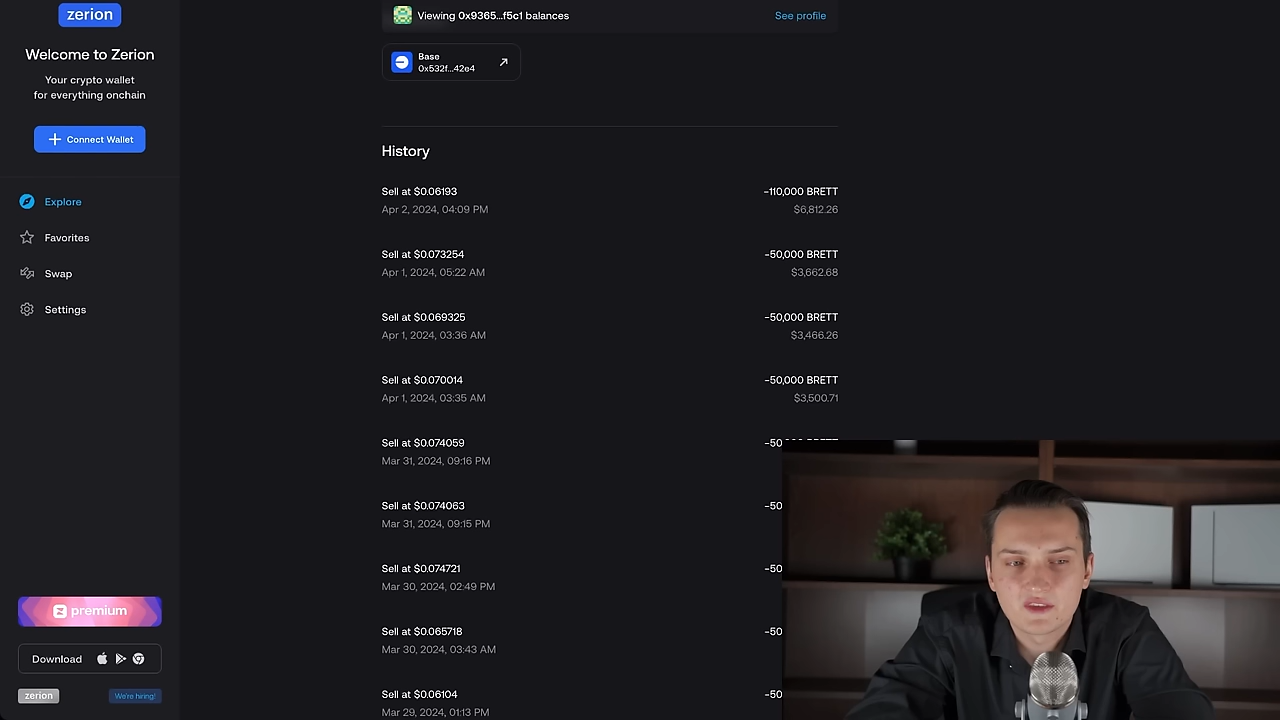 zerion
Welcome to Zerion
Your crypto wallet
for everything onchain
Connect Wallet
Explore
Favorites
Swap
Settings
premium
Download
zerion
We're hiring!
Viewing 0x9365...f5c1 balances
See profile
Base
0x532f...42e4
History
Sell at $0.06193
-110,000 BRETT
Apr 2, 2024, 04:09 PM
$6,812.26
Sell at $0.073254
-50,000 BRETT
Apr 1, 2024, 05:22 AM
$3,662.68
Sell at $0.069325
-50,000 BRETT
Apr 1, 2024, 03:36 AM
$3,466.26
Sell at $0.070014
-50,000 BRETT
Apr 1, 2024, 03:35 AM
$3,500.71
Sell at $0.074059
-50
Mar 31, 2024, 09:16 PM
Sell at $0.074063
-50
Mar 31, 2024, 09:15 PM
Sell at $0.074721
-50
Mar 30, 2024, 02:49 PM
Sell at $0.065718
-50
Mar 30, 2024, 03:43 AM
Sell at $0.06104
-50
Mar 29, 2024, 01:13 PM